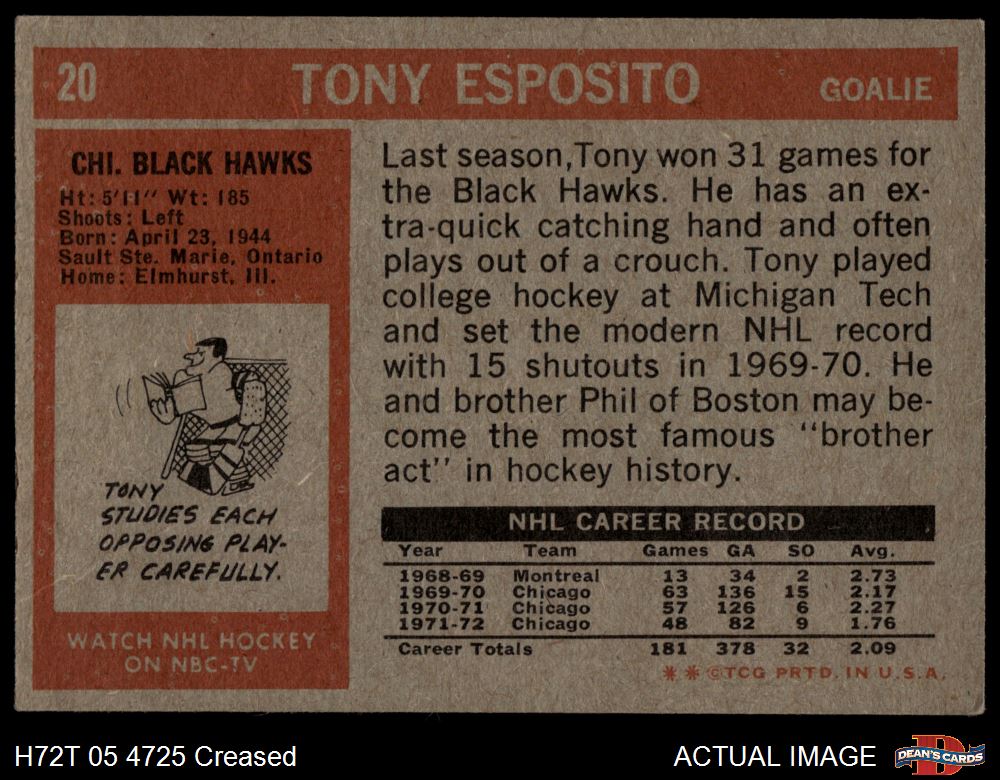 20 TONY ESPOSITO GOALIE
CHI. BLACK HAWKS
Ht: 5'11" Wt: 185
Shoots: Left
Born: April 23, 1944
Sault Ste. Marie, Ontario
Home: Elmhurst, Ill.
TONY
STUDIES EACH
OPPOSING PLAY-
ER CAREFULLY.
WATCH NHL HOCKEY
ON NBC-TV
Last season, Tony won 31 games for
the Black Hawks. He has an ex-
tra-quick catching hand and often
plays out of a crouch. Tony played
college hockey at Michigan Tech
and set the modern NHL record
with 15 shutouts in 1969-70. He
and brother Phil of Boston may be-
come the most famous "brother
act" in hockey history.
NHL CAREER RECORD
Year Team Games GA SO Avg.
1968-69 Montreal 13 34 2 2.73
1969-70 Chicago 63 136 15 2.17
1970-71 Chicago 57 126 6 2.27
1971-72 Chicago 48 82 9 1.76
Career Totals 181 378 32 2.09
* * ©TCG PRTD. IN U.S.A.
H72T 05 4725 Creased
ACTUAL IMAGE
DEAN'S CARDS